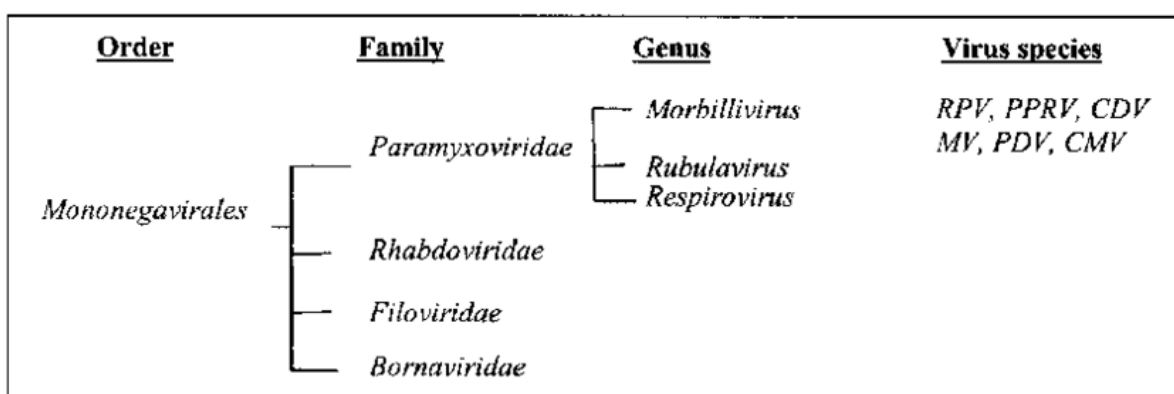 Order Family Genus Virus species
Morbillivirus RPV, PPRV, CDV
Paramyxoviridae MV, PDV, CMV
Rubulavirus
Mononegavirales Respirovirus
Rhabdoviridae
Filoviridae
Bornaviridae